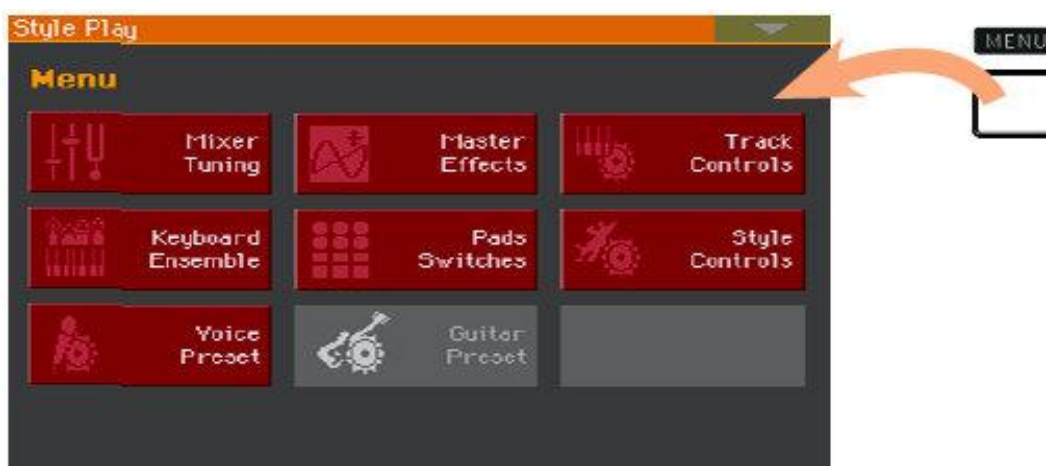 Style Play
MENU
Menu
Mixer
Tuning
Master
Effects
Track
Controls
Keyboard
Ensemble
Pads
Switches
Style
Controls
Voice
Preset
Guitar
Preset